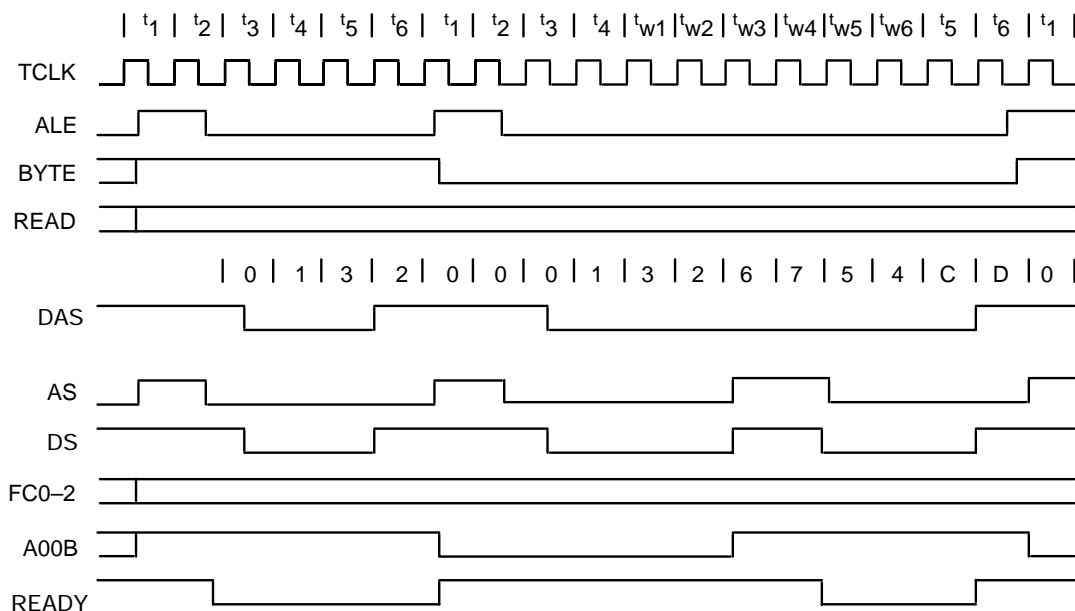 t1 t2 t3 t4 t5 t6 t1 t2 t3 t4 tw1 tw2 tw3 tw4 tw5 tw6 t5 t6 t1
TCLK
ALE
BYTE
READ
0 1 3 2 0 0 0 1 3 2 6 7 5 4 C D 0
DAS
AS
DS
FC0–2
A00B
READY